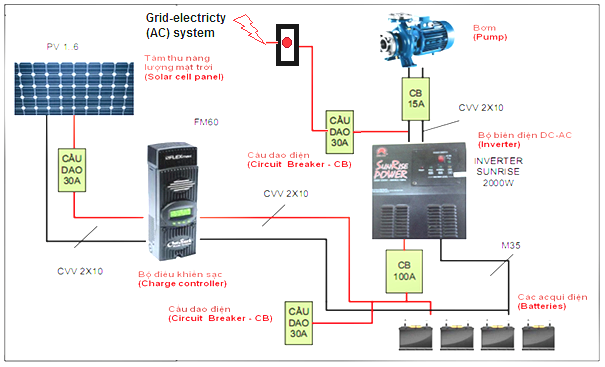 Grid-electricty
(AC) system
PV 1..6
Tấm thu năng
lượng mặt trời
(Solar cell panel)
Bơm
(Pump)
CB
15A
CVV 2X10
CẦU
DAO
30A
FM60
CẦU
DAO
30A
Bộ biến điện DC-AC
(Inverter)
Cầu dao điện
(Circuit Breaker - CB)
SUNRISE
POWER
INVERTER
SUNRISE
2000W
CVV 2X10
M35
CVV 2X10
CB
100A
Bộ điều khiển sạc
(Charge controller)
Các acqui điện
(Batteries)
Cầu dao điện
(Circuit Breaker - CB)
CẦU
DAO
30A